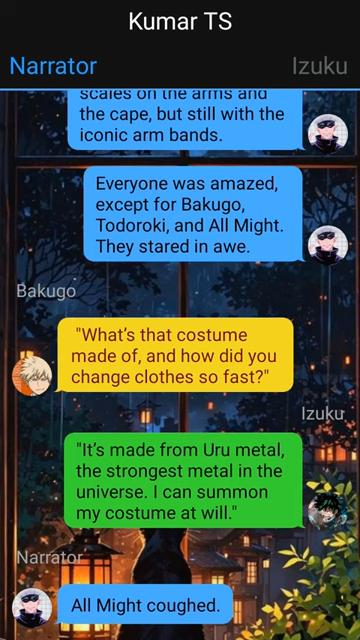 Kumar TS
Narrator
Izuku
scales on the arms and
the cape, but still with the
iconic arm bands.
Everyone was amazed,
except for Bakugo,
Todoroki, and All Might.
They stared in awe.
Bakugo
"What's that costume
made of, and how did you
change clothes so fast?"
Izuku
"It's made from Uru metal,
the strongest metal in the
universe. I can summon
my costume at will."
Narrator
All Might coughed.